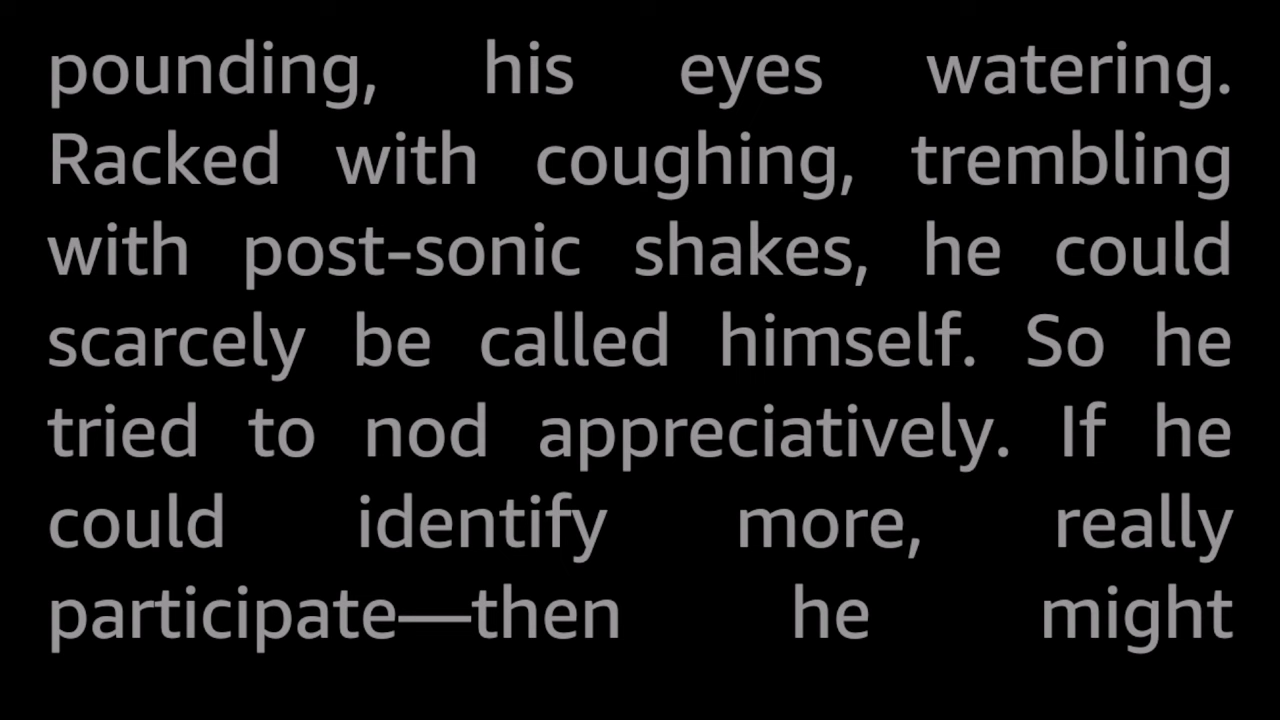 pounding, his eyes watering.
Racked with coughing, trembling
with post-sonic shakes, he could
scarcely be called himself. So he
tried to nod appreciatively. If he
could identify more, really
participate—then he might